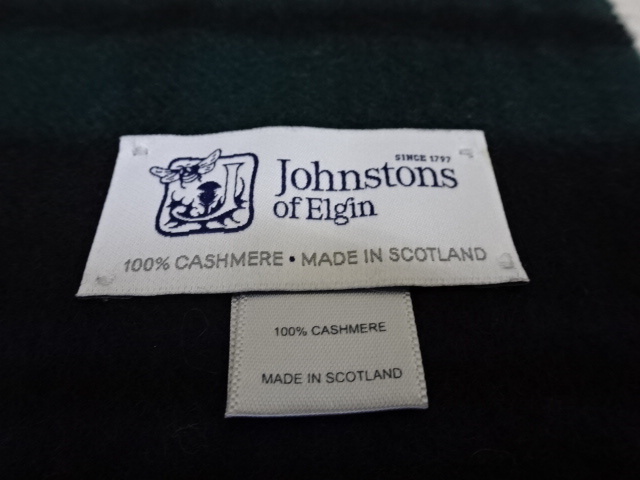 SINCE 1797
Johnstons
of Elgin
100% CASHMERE • MADE IN SCOTLAND
100% CASHMERE
MADE IN SCOTLAND